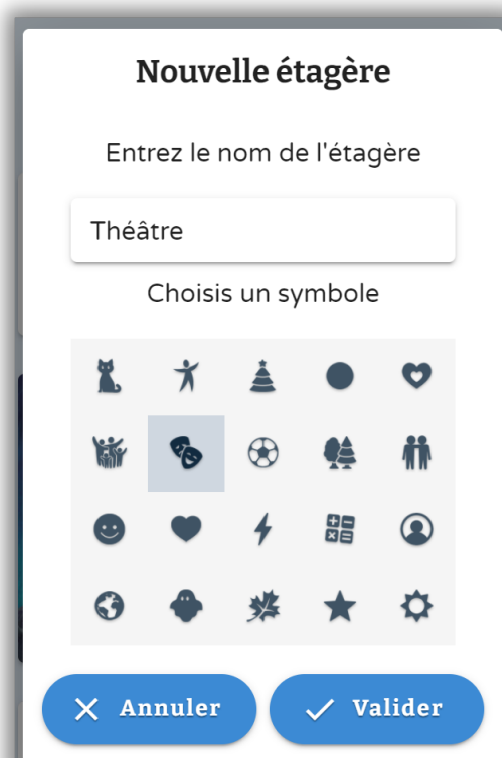 Nouvelle étagère
Entrez le nom de l'étagère
Théâtre
Choisis un symbole
Annuler
Valider